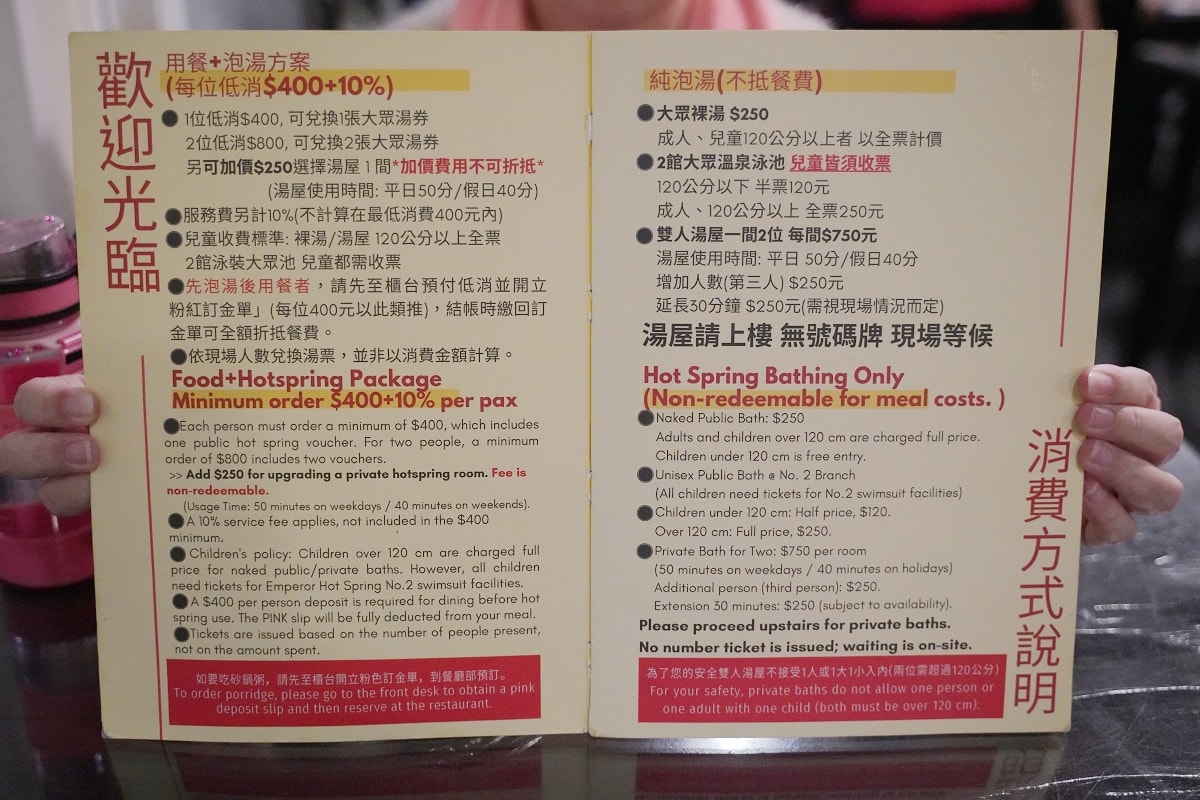 歡迎光臨
用餐+泡湯方案
(每位低消$400+10%)
1位低消$400, 可兌換1張大眾湯券
2位低消$800, 可兌換2張大眾湯券
另可加價$250選擇湯屋 1 間*加價費用不可折抵*
(湯屋使用時間: 平日50分/假日40分)
服務費另計10%(不計算在最低消費400元內)
兒童收費標準: 裸湯/湯屋 120公分以上全票
2館泳裝大眾池 兒童都需收票
先泡湯後用餐者，請先至櫃台預付低消並開立
粉紅訂金單」(每位400元以此類推)，結帳時繳回訂
金單可全額折抵餐費。
依現場人數兌換湯票，並非以消費金額計算。
Food+Hotspring Package
Minimum order $400+10% per pax
Each person must order a minimum of $400, which includes
one public hot spring voucher. For two people, a minimum
order of $800 includes two vouchers.
>> Add $250 for upgrading a private hotspring room. Fee is
non-redeemable.
(Usage Time: 50 minutes on weekdays / 40 minutes on weekends).
A 10% service fee applies, not included in the $400
minimum.
Children's policy: Children over 120 cm are charged full
price for naked public/private baths. However, all children
need tickets for Emperor Hot Spring No.2 swimsuit facilities.
A $400 per person deposit is required for dining before hot
spring use. The PINK slip will be fully deducted from your meal.
Tickets are issued based on the number of people present,
not on the amount spent.
如要吃砂鍋粥，請先至櫃台開立粉色訂金單，到餐廳部預訂。
To order porridge, please go to the front desk to obtain a pink
deposit slip and then reserve at the restaurant.
純泡湯(不抵餐費)
大眾裸湯 $250
成人、兒童120公分以上者 以全票計價
2館大眾溫泉泳池 兒童皆須收票
120公分以下 半票120元
成人、120公分以上 全票250元
雙人湯屋一間2位 每間$750元
湯屋使用時間: 平日 50分/假日40分
增加人數(第三人) $250元
延長30分鐘 $250元(需視現場情況而定)
湯屋請上樓 無號碼牌 現場等候
Hot Spring Bathing Only
(Non-redeemable for meal costs. )
Naked Public Bath: $250
Adults and children over 120 cm are charged full price.
Children under 120 cm is free entry.
Unisex Public Bath @ No. 2 Branch
(All children need tickets for No.2 swimsuit facilities)
Children under 120 cm: Half price, $120.
Over 120 cm: Full price, $250.
Private Bath for Two: $750 per room
(50 minutes on weekdays / 40 minutes on holidays)
Additional person (third person): $250.
Extension 30 minutes: $250 (subject to availability).
Please proceed upstairs for private baths.
No number ticket is issued; waiting is on-site.
為了您的安全雙人湯屋不接受1人或1大1小入內(兩位需超過120公分)
For your safety, private baths do not allow one person or
one adult with one child (both must be over 120 cm).
消費方式說明